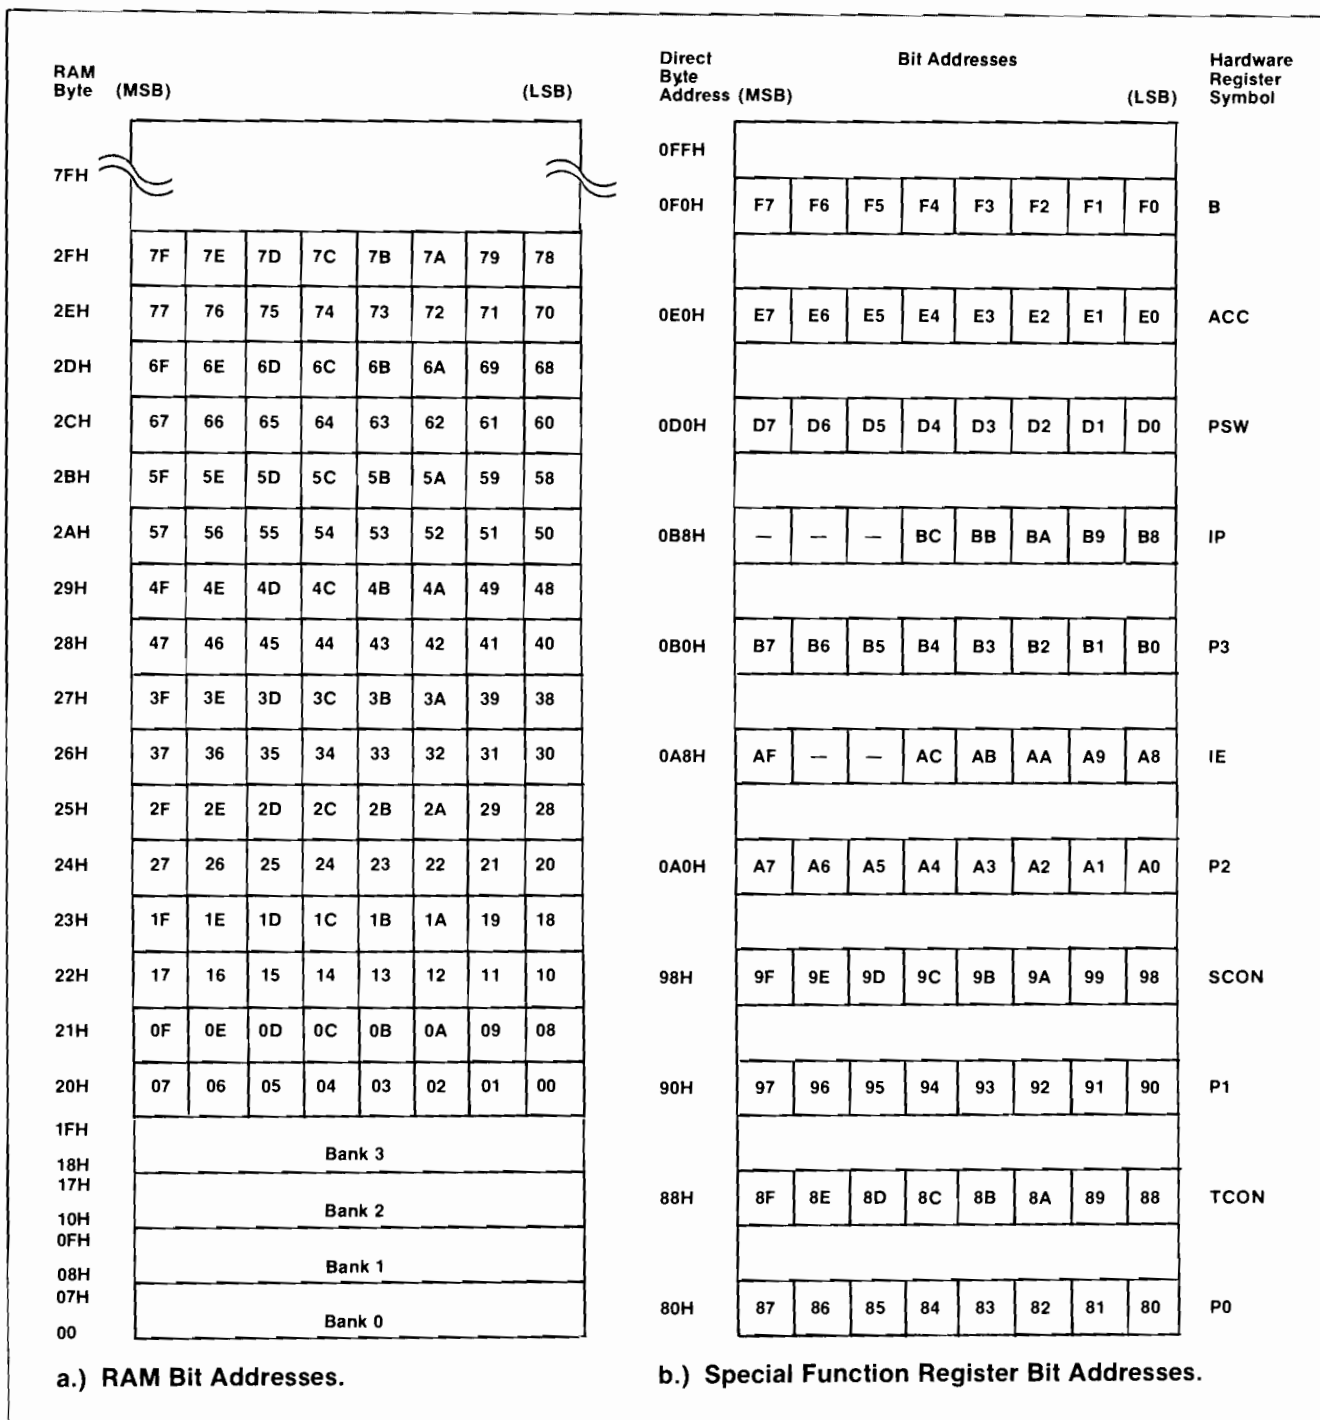 RAM
Byte (MSB) (LSB)
7FH
2FH 7F 7E 7D 7C 7B 7A 79 78
2EH 77 76 75 74 73 72 71 70
2DH 6F 6E 6D 6C 6B 6A 69 68
2CH 67 66 65 64 63 62 61 60
2BH 5F 5E 5D 5C 5B 5A 59 58
2AH 57 56 55 54 53 52 51 50
29H 4F 4E 4D 4C 4B 4A 49 48
28H 47 46 45 44 43 42 41 40
27H 3F 3E 3D 3C 3B 3A 39 38
26H 37 36 35 34 33 32 31 30
25H 2F 2E 2D 2C 2B 2A 29 28
24H 27 26 25 24 23 22 21 20
23H 1F 1E 1D 1C 1B 1A 19 18
22H 17 16 15 14 13 12 11 10
21H 0F 0E 0D 0C 0B 0A 09 08
20H 07 06 05 04 03 02 01 00
1FH
Bank 3
18H
17H
Bank 2
10H
0FH
Bank 1
08H
07H
Bank 0
00
a.) RAM Bit Addresses.
Direct Bit Addresses Hardware
Byte Register
Address (MSB) (LSB) Symbol
0FFH
0F0H F7 F6 F5 F4 F3 F2 F1 F0 B
0E0H E7 E6 E5 E4 E3 E2 E1 E0 ACC
0D0H D7 D6 D5 D4 D3 D2 D1 D0 PSW
0B8H — — — BC BB BA B9 B8 IP
0B0H B7 B6 B5 B4 B3 B2 B1 B0 P3
0A8H AF — — AC AB AA A9 A8 IE
0A0H A7 A6 A5 A4 A3 A2 A1 A0 P2
98H 9F 9E 9D 9C 9B 9A 99 98 SCON
90H 97 96 95 94 93 92 91 90 P1
88H 8F 8E 8D 8C 8B 8A 89 88 TCON
80H 87 86 85 84 83 82 81 80 P0
b.) Special Function Register Bit Addresses.